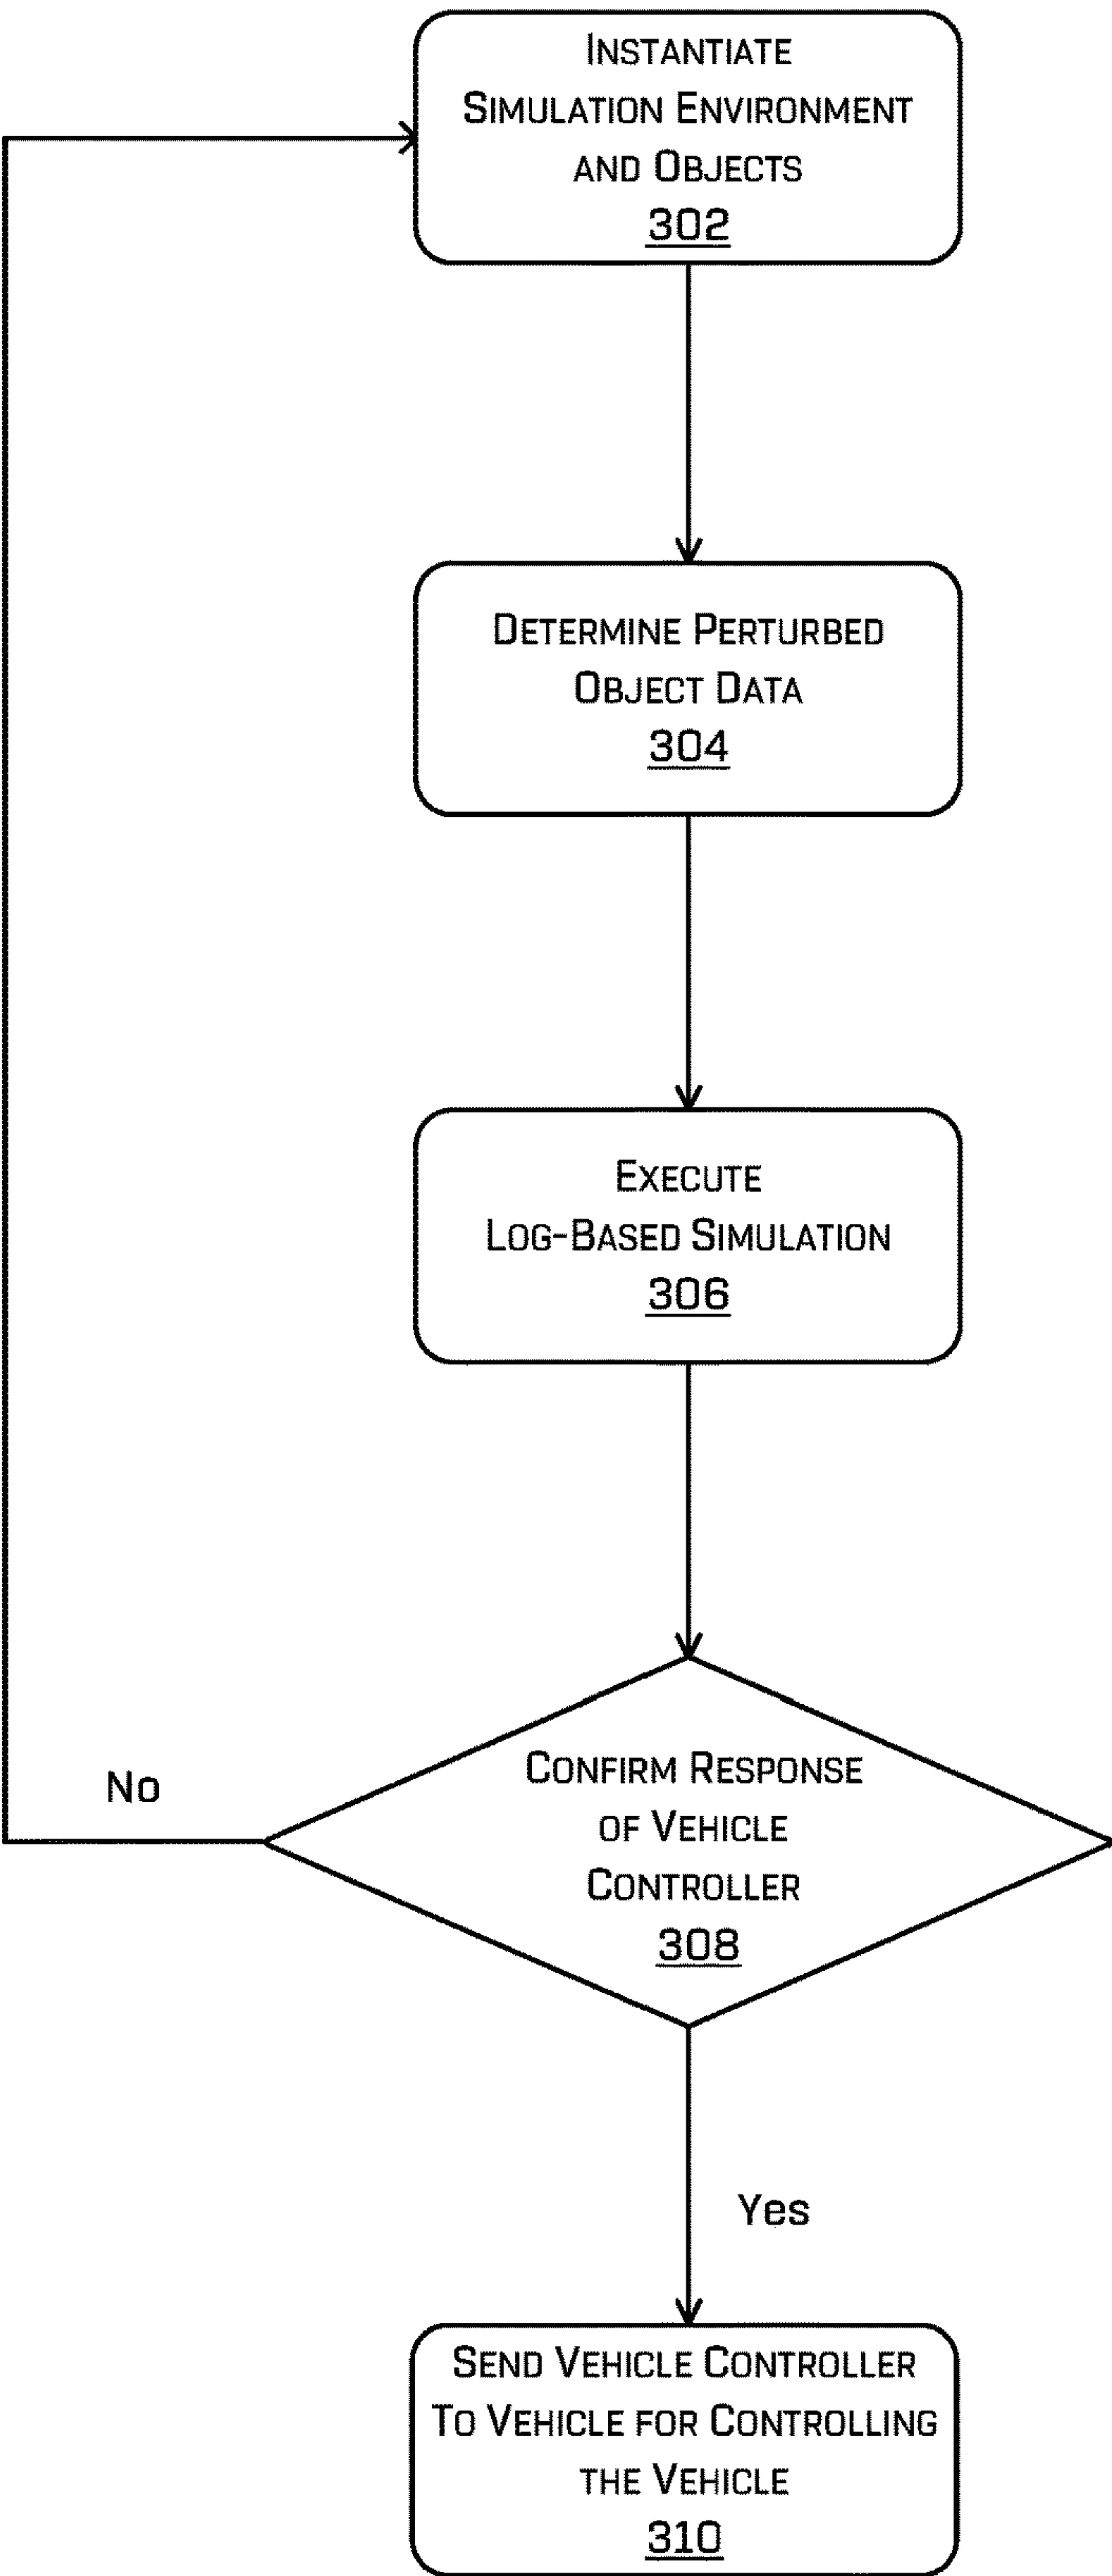 INSTANTIATE
SIMULATION ENVIRONMENT
AND OBJECTS
302
DETERMINE PERTURBED
OBJECT DATA
304
EXECUTE
LOG-BASED SIMULATION
306
CONFIRM RESPONSE
OF VEHICLE
CONTROLLER
308
No
Yes
SEND VEHICLE CONTROLLER
TO VEHICLE FOR CONTROLLING
THE VEHICLE
310